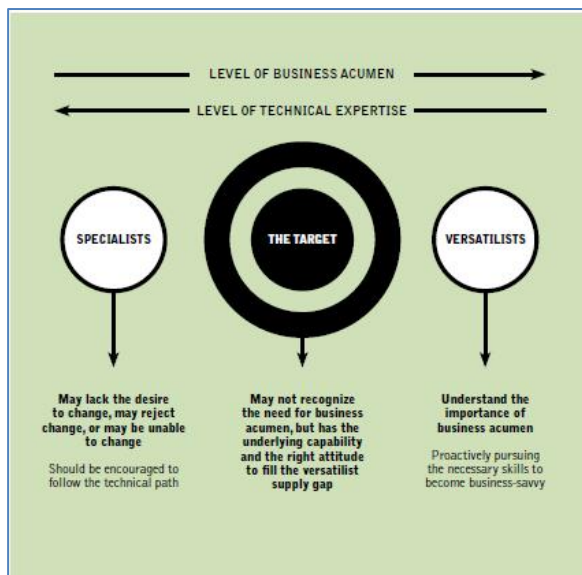 LEVEL OF BUSINESS ACUMEN
LEVEL OF TECHNICAL EXPERTISE
SPECIALISTS
THE TARGET
VERSATILISTS
May lack the desire
to change, may reject
change, or may be unable
to change
Should be encouraged to
follow the technical path
May not recognize
the need for business
acumen, but has the
underlying capability
and the right attitude
to fill the versatilist
supply gap
Understand the
importance of
business acumen
Proactively pursuing
the necessary skills to
become business-savvy